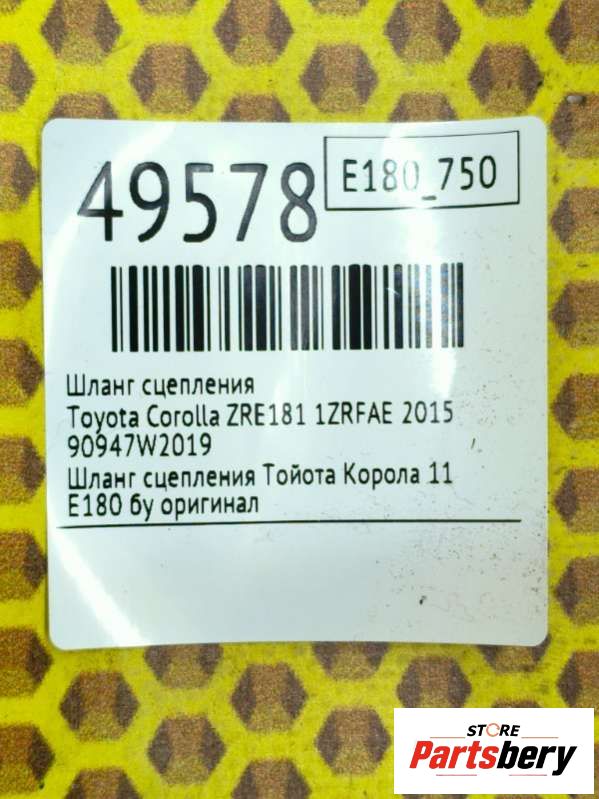 49578
E180_750
Шланг сцепления
Toyota Corolla ZRE181 1ZRFAE 2015
90947W2019
Шланг сцепления Тойота Корола 11
E180 бу оригинал
STORE
Partsbery